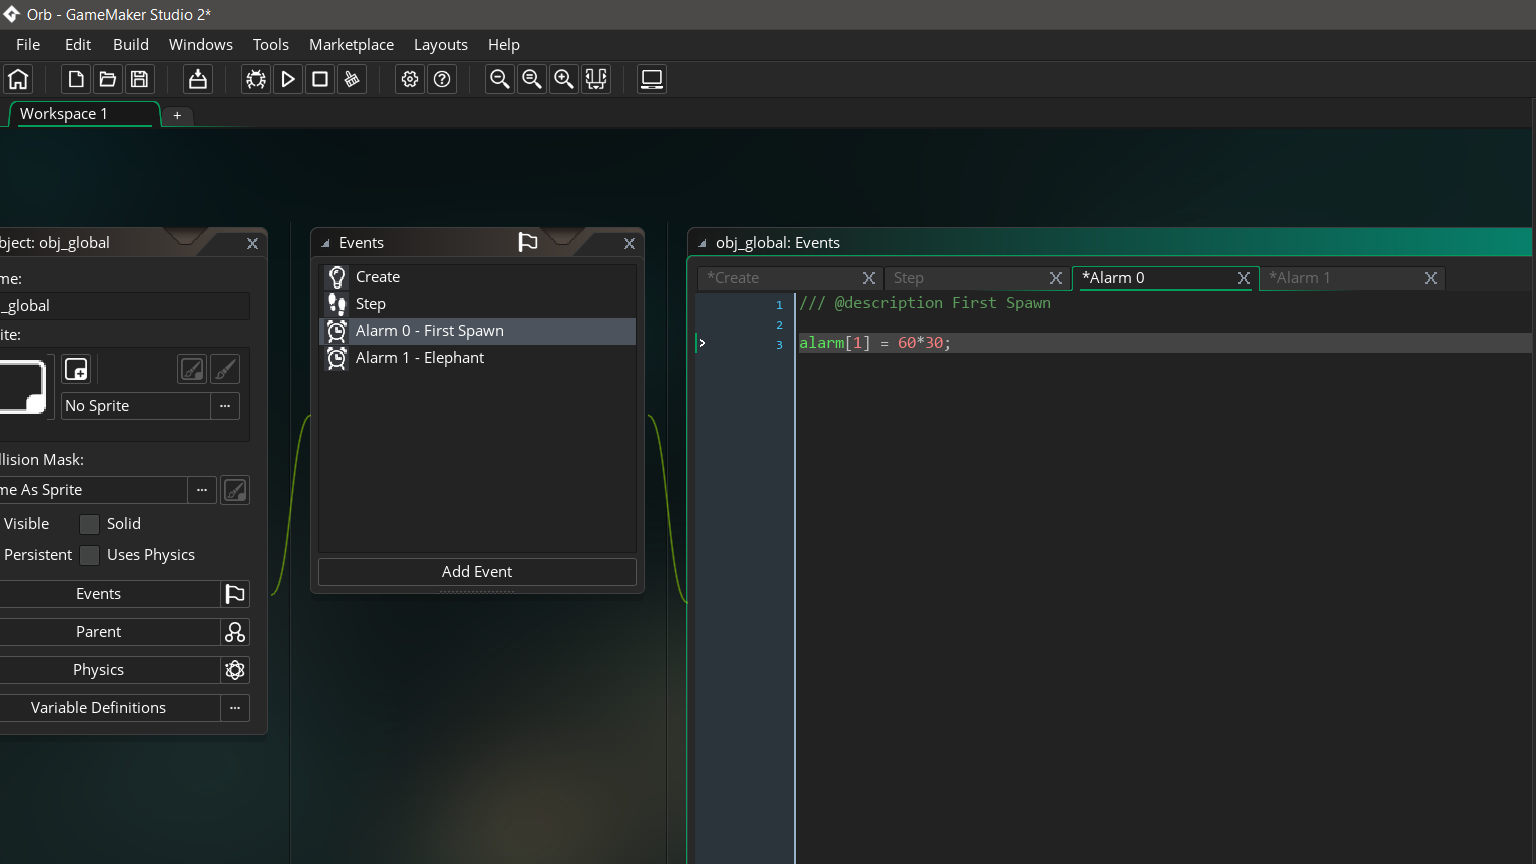 Orb - GameMaker Studio 2*
File Edit Build Windows Tools Marketplace Layouts Help
Workspace 1 +
bject: obj_global
me:
_global
ite:
No Sprite ...
llision Mask:
me As Sprite ...
Visible Solid
Persistent Uses Physics
Events
Parent
Physics
Variable Definitions ...
Events
Create
Step
Alarm 0 - First Spawn
Alarm 1 - Elephant
Add Event
obj_global: Events
*Create Step *Alarm 0 *Alarm 1
1 /// @description First Spawn
2
3 alarm[1] = 60*30;